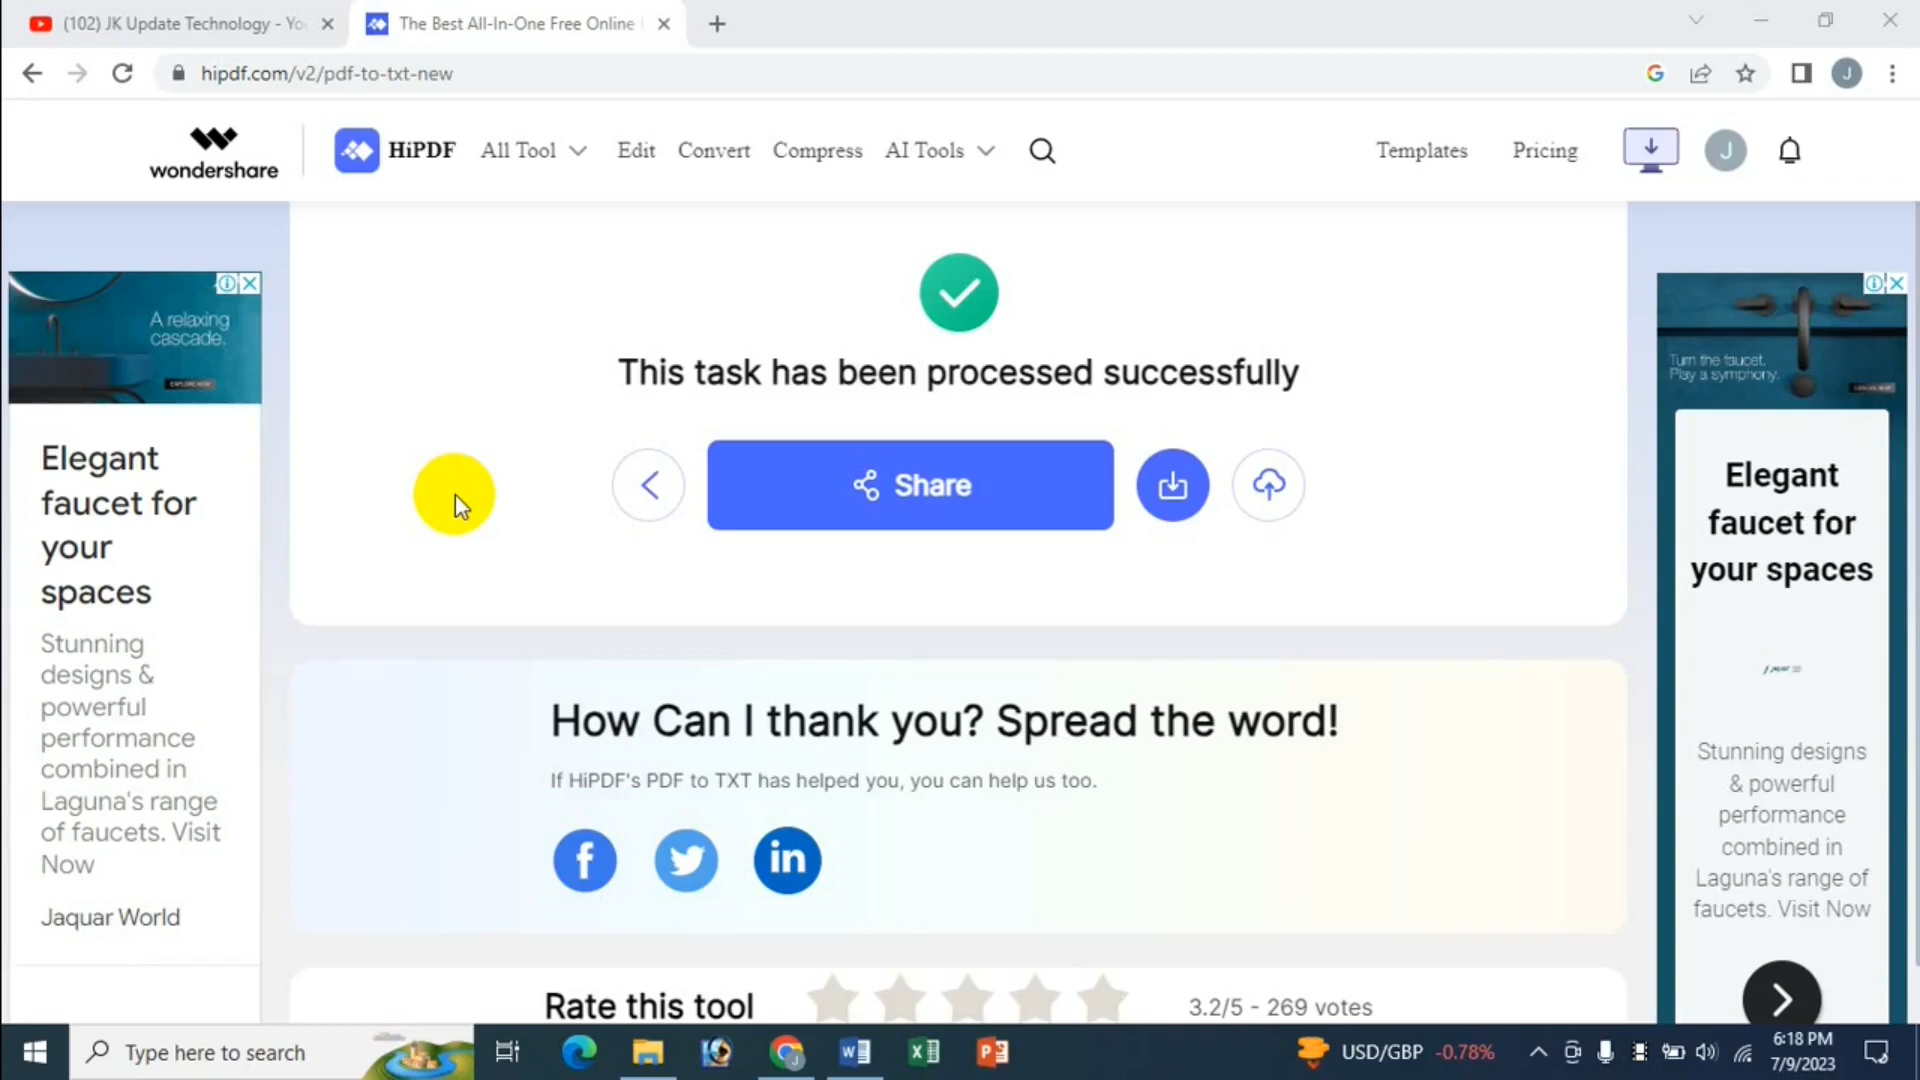 (102) JK Update Technology - Yo
The Best All-In-One Free Online
hipdf.com/v2/pdf-to-txt-new
J
wondershare
HiPDF
All Tool
Edit
Convert
Compress
AI Tools
Templates
Pricing
J
A relaxing
cascade.
EXPLORE NOW
Elegant
faucet for
your
spaces
Stunning
designs &
powerful
performance
combined in
Laguna's range
of faucets. Visit
Now
Jaquar World
This task has been processed successfully
Share
How Can I thank you? Spread the word!
If HiPDF's PDF to TXT has helped you, you can help us too.
f
in
Rate this tool
3.2/5 - 269 votes
Turn the faucet.
Play a symphony.
Elegant
faucet for
your spaces
Stunning designs
& powerful
performance
combined in
Laguna's range of
faucets. Visit Now
Type here to search
USD/GBP -0.78%
6:18 PM
7/9/2023